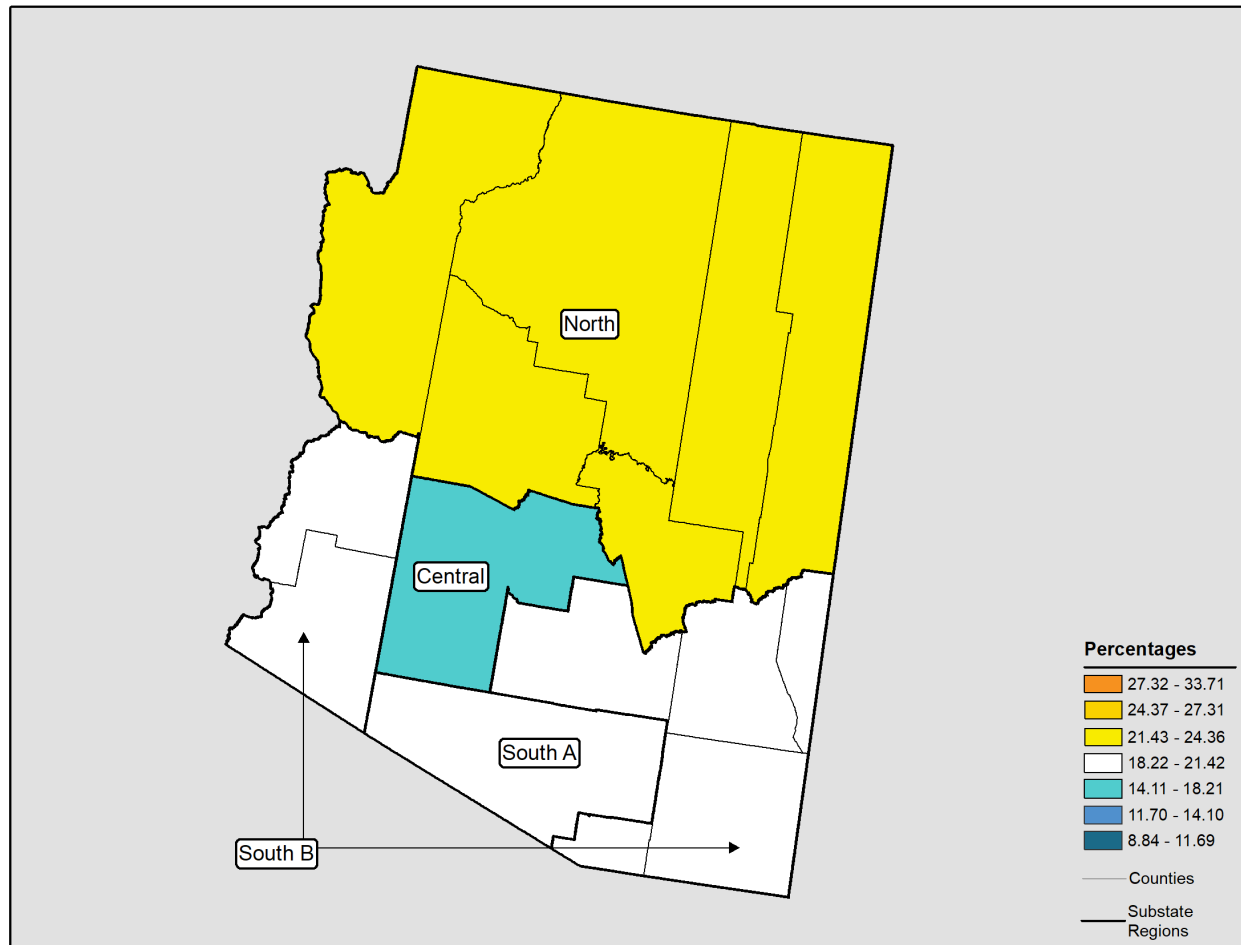 North
Central
South A
South B
Percentages
27.32 - 33.71
24.37 - 27.31
21.43 - 24.36
18.22 - 21.42
14.11 - 18.21
11.70 - 14.10
8.84 - 11.69
Counties
Substate
Regions